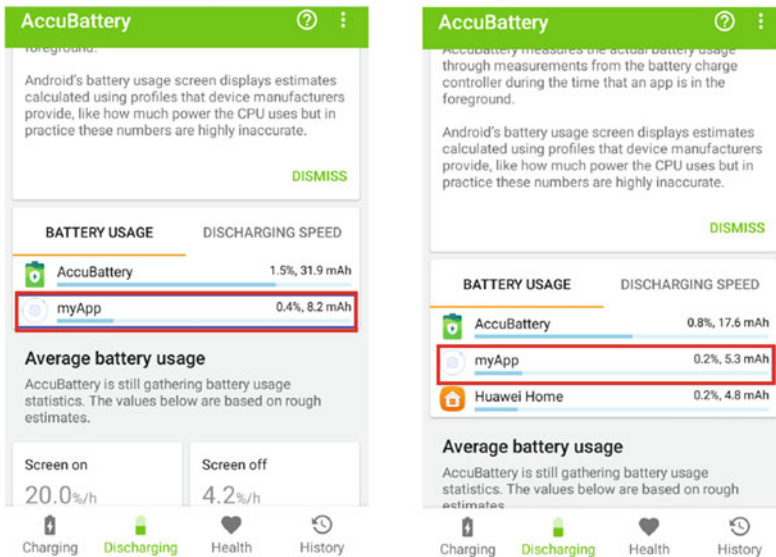 AccuBattery
foreground.
Android's battery usage screen displays estimates
calculated using profiles that device manufacturers
provide, like how much power the CPU uses but in
practice these numbers are highly inaccurate.
DISMISS
BATTERY USAGE DISCHARGING SPEED
AccuBattery 1.5%, 31.9 mAh
myApp 0.4%, 8.2 mAh
Average battery usage
AccuBattery is still gathering battery usage
statistics. The values below are based on rough
estimates.
Screen on Screen off
20.0%/h 4.2%/h
Charging Discharging Health History
AccuBattery
AccuBattery measures the actual battery usage
through measurements from the battery charge
controller during the time that an app is in the
foreground.
Android's battery usage screen displays estimates
calculated using profiles that device manufacturers
provide, like how much power the CPU uses but in
practice these numbers are highly inaccurate.
DISMISS
BATTERY USAGE DISCHARGING SPEED
AccuBattery 0.8%, 17.6 mAh
myApp 0.2%, 5.3 mAh
Huawei Home 0.2%, 4.8 mAh
Average battery usage
AccuBattery is still gathering battery usage
statistics. The values below are based on rough
estimates
Charging Discharging Health History